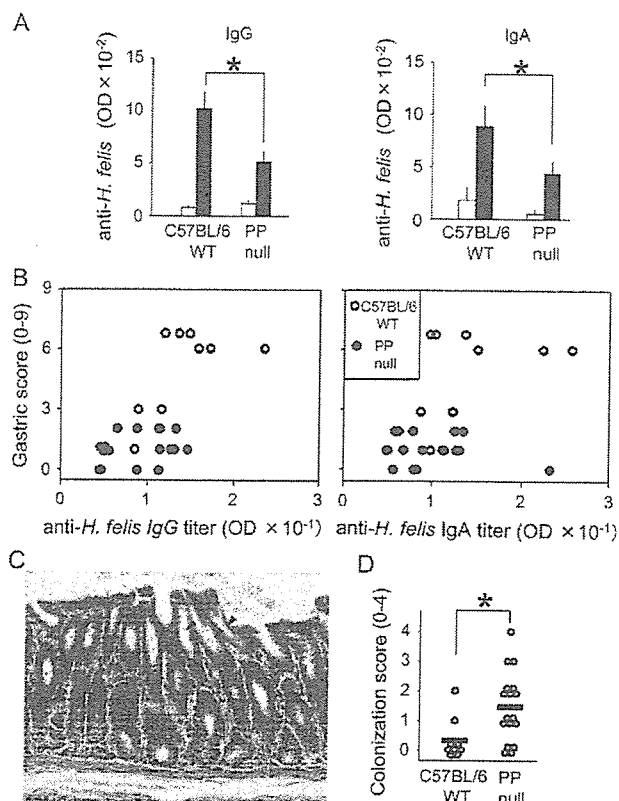 A
IgG
IgA
anti-H. felis (OD × 10⁻²)
15
10
5
0
*
C57BL/6
WT
PP
null
anti-H. felis (OD × 10⁻²)
15
10
5
0
*
C57BL/6
WT
PP
null
B
Gastric score (0-9)
9
6
3
0
0
1
2
3
anti-H. felis IgG titer (OD × 10⁻¹)
C57BL/6
WT
PP
null
0
1
2
3
anti-H. felis IgA titer (OD × 10⁻¹)
C
D
Colonization score (0-4)
4
3
2
1
0
*
C57BL/6
WT
PP
null